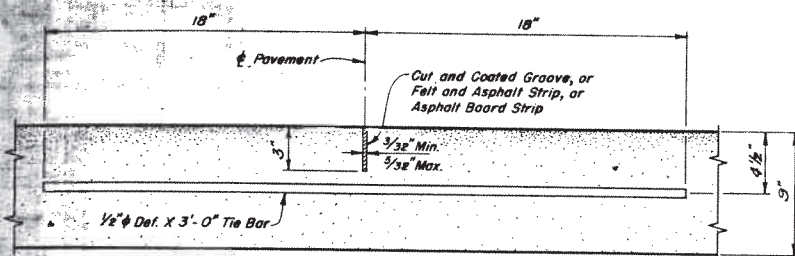 18"
18"
℄ Pavement
Cut and Coated Groove, or
Felt and Asphalt Strip, or
Asphalt Board Strip
3"
3/32" Min.
5/32" Max.
4½"
9"
½"ϕ Def. X 3'-0" Tie Bar